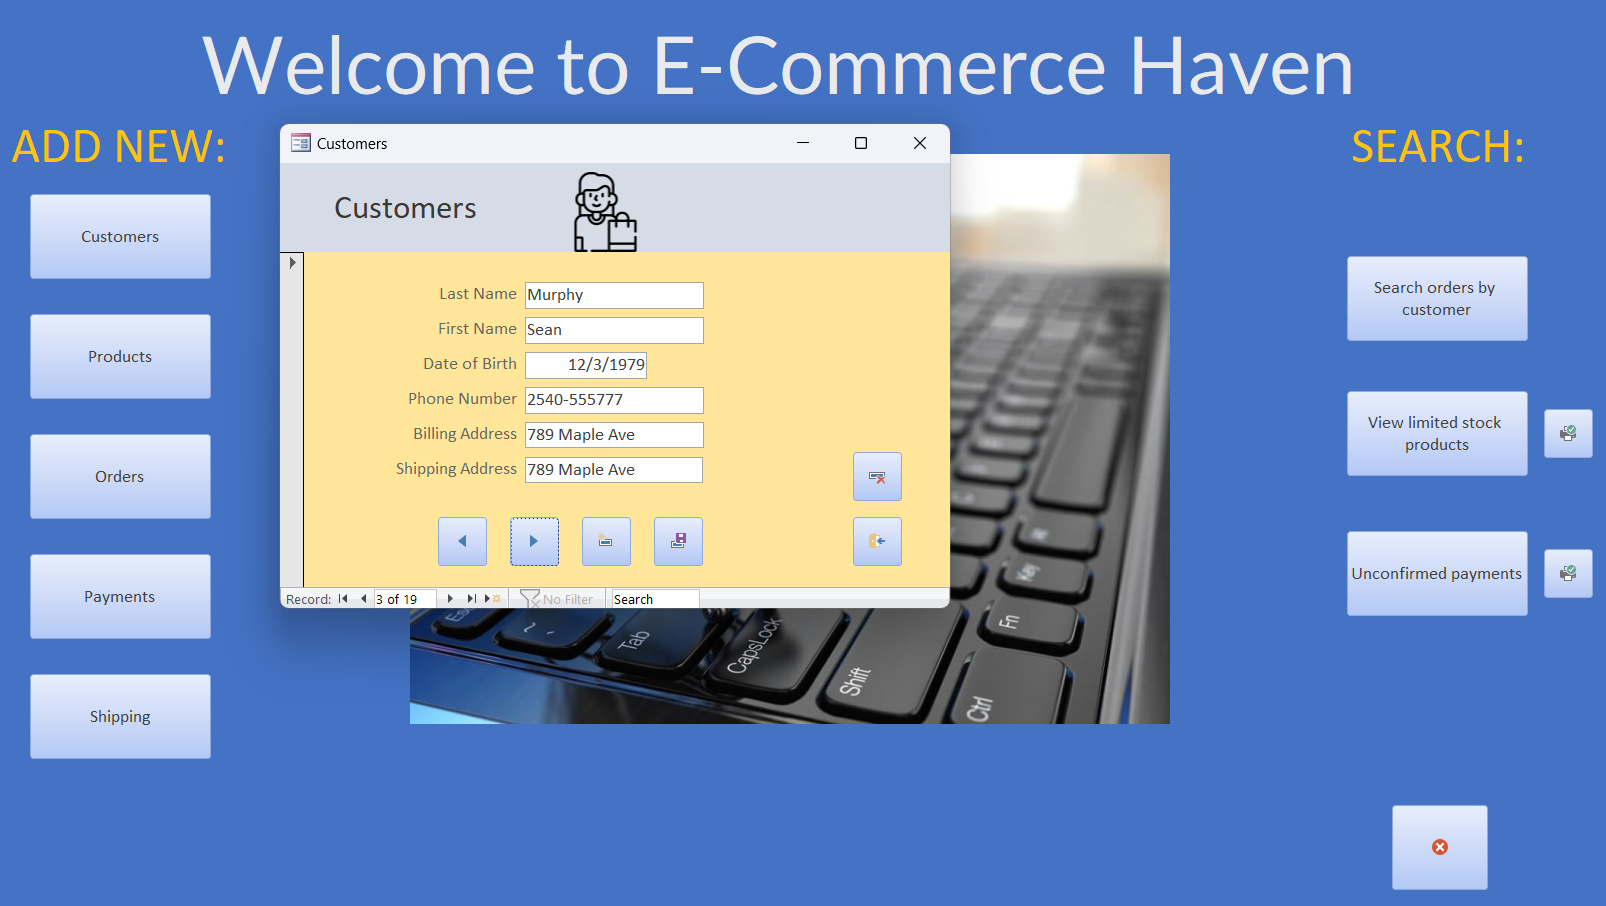 Welcome to E-Commerce Haven
ADD NEW:
Customers
Products
Orders
Payments
Shipping
Customers
Customers
Last Name Murphy
First Name Sean
Date of Birth 12/3/1979
Phone Number 2540-555777
Billing Address 789 Maple Ave
Shipping Address 789 Maple Ave
Record: 3 of 19 No Filter Search
Esc
Tab
CapsLock
Shift
Ctrl
Fn
Key
SEARCH:
Search orders by
customer
View limited stock
products
Unconfirmed payments